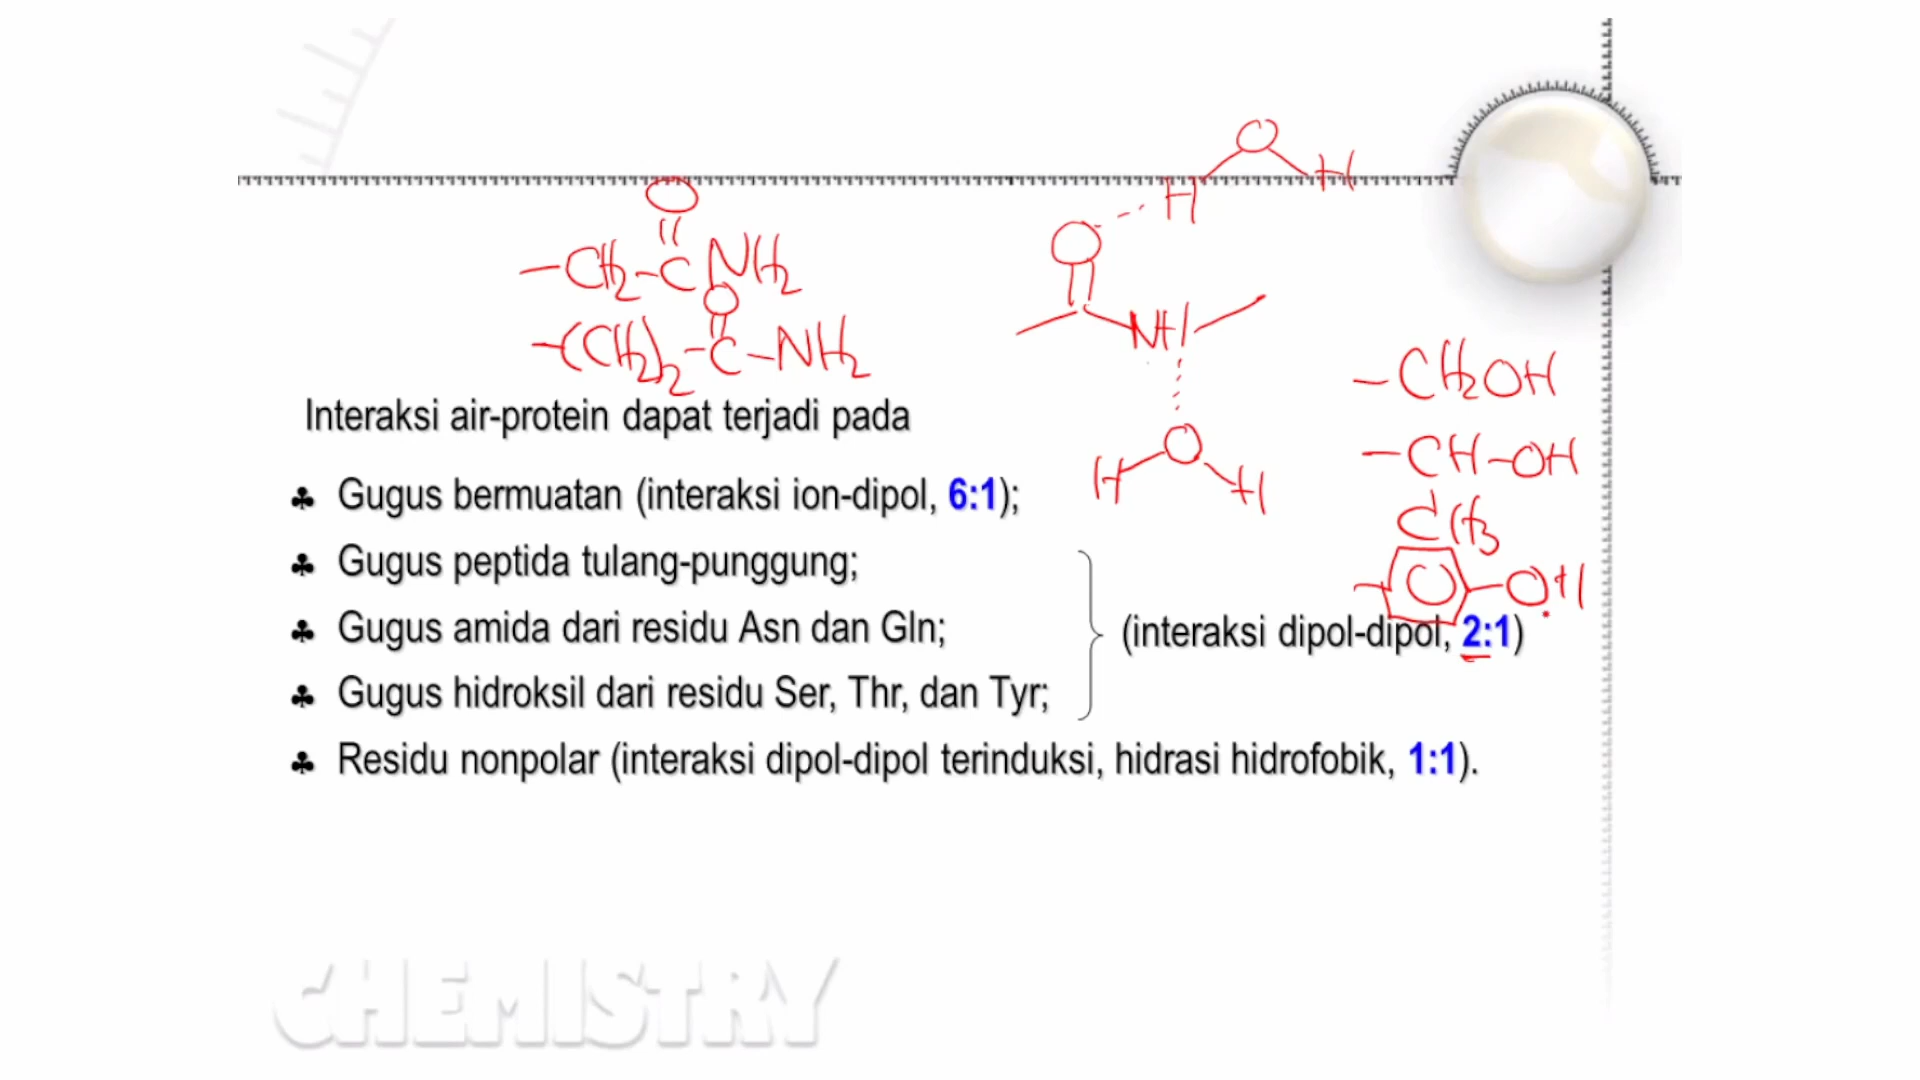 O
H
H
O
||
-CH2-C NH2
O
O
||
-(CH2)2-C-NH2
NH
-CH2OH
Interaksi air-protein dapat terjadi pada
O
H
H
-CH-OH
♣ Gugus bermuatan (interaksi ion-dipol, 6:1);
CH3
♣ Gugus peptida tulang-punggung;
O
-OH
♣ Gugus amida dari residu Asn dan Gln;
(interaksi dipol-dipol, 2:1)
♣ Gugus hidroksil dari residu Ser, Thr, dan Tyr;
♣ Residu nonpolar (interaksi dipol-dipol terinduksi, hidrasi hidrofobik, 1:1).
CHEMISTRY